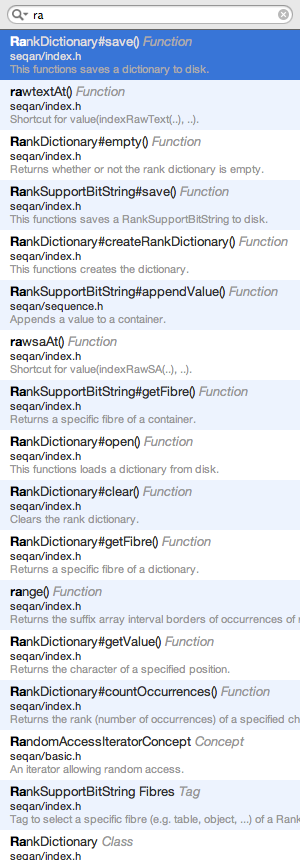 ra
RankDictionary#save() Function
seqan/index.h
This functions saves a dictionary to disk.
rawtextAt() Function
seqan/index.h
Shortcut for value(indexRawText(..), ..).
RankDictionary#empty() Function
seqan/index.h
Returns whether or not the rank dictionary is empty.
RankSupportBitString#save() Function
seqan/index.h
This functions saves a RankSupportBitString to disk.
RankDictionary#createRankDictionary() Function
seqan/index.h
This functions creates the dictionary.
RankSupportBitString#appendValue() Function
seqan/sequence.h
Appends a value to a container.
rawsaAt() Function
seqan/index.h
Shortcut for value(indexRawSA(..), ..).
RankSupportBitString#getFibre() Function
seqan/index.h
Returns a specific fibre of a container.
RankDictionary#open() Function
seqan/index.h
This functions loads a dictionary from disk.
RankDictionary#clear() Function
seqan/index.h
Clears the rank dictionary.
RankDictionary#getFibre() Function
seqan/index.h
Returns a specific fibre of a dictionary.
range() Function
seqan/index.h
Returns the suffix array interval borders of occurrences of
RankDictionary#getValue() Function
seqan/index.h
Returns the character of a specified position.
RankDictionary#countOccurrences() Function
seqan/index.h
Returns the rank (number of occurrences) of a specified ch
RandomAccessIteratorConcept Concept
seqan/basic.h
An iterator allowing random access.
RankSupportBitString Fibres Tag
seqan/index.h
Tag to select a specific fibre (e.g. table, object, ...) of a Rank
RankDictionary Class
seqan/index.h